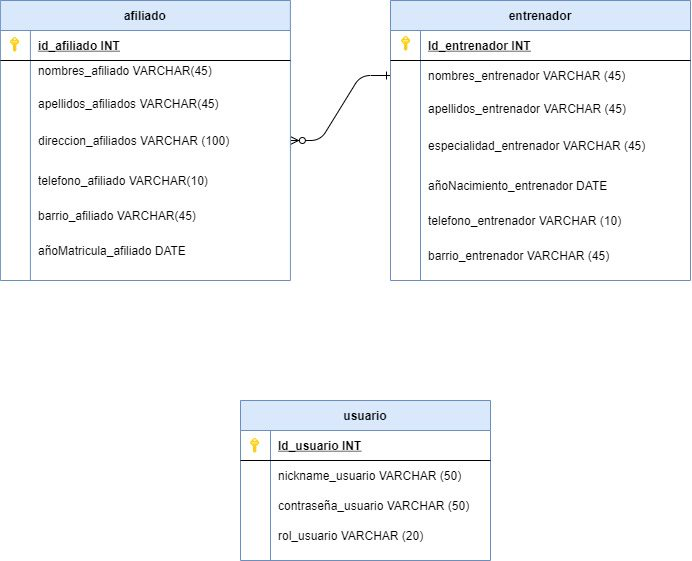 afiliado
id_afiliado INT
nombres_afiliado VARCHAR(45)
apellidos_afiliados VARCHAR(45)
direccion_afiliados VARCHAR (100)
telefono_afiliado VARCHAR(10)
barrio_afiliado VARCHAR(45)
añoMatricula_afiliado DATE
entrenador
Id_entrenador INT
nombres_entrenador VARCHAR (45)
apellidos_entrenador VARCHAR (45)
especialidad_entrenador VARCHAR (45)
añoNacimiento_entrenador DATE
telefono_entrenador VARCHAR (10)
barrio_entrenador VARCHAR (45)
usuario
Id_usuario INT
nickname_usuario VARCHAR (50)
contraseña_usuario VARCHAR (50)
rol_usuario VARCHAR (20)